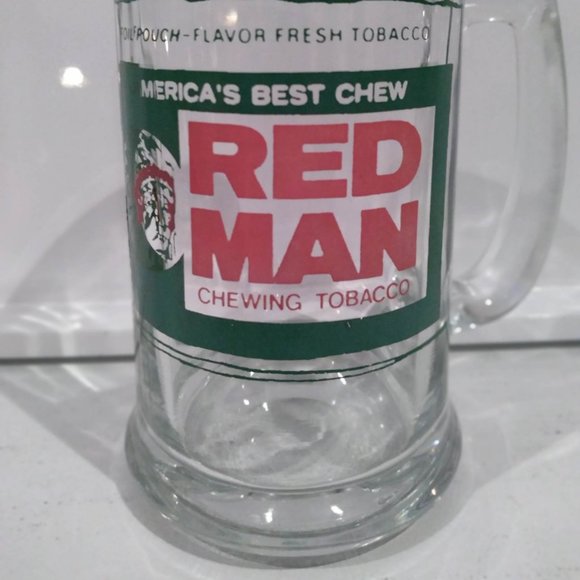 POUCH-FLAVOR FRESH TOBACCO
MERICA'S BEST CHEW
RED
MAN
CHEWING TOBACCO